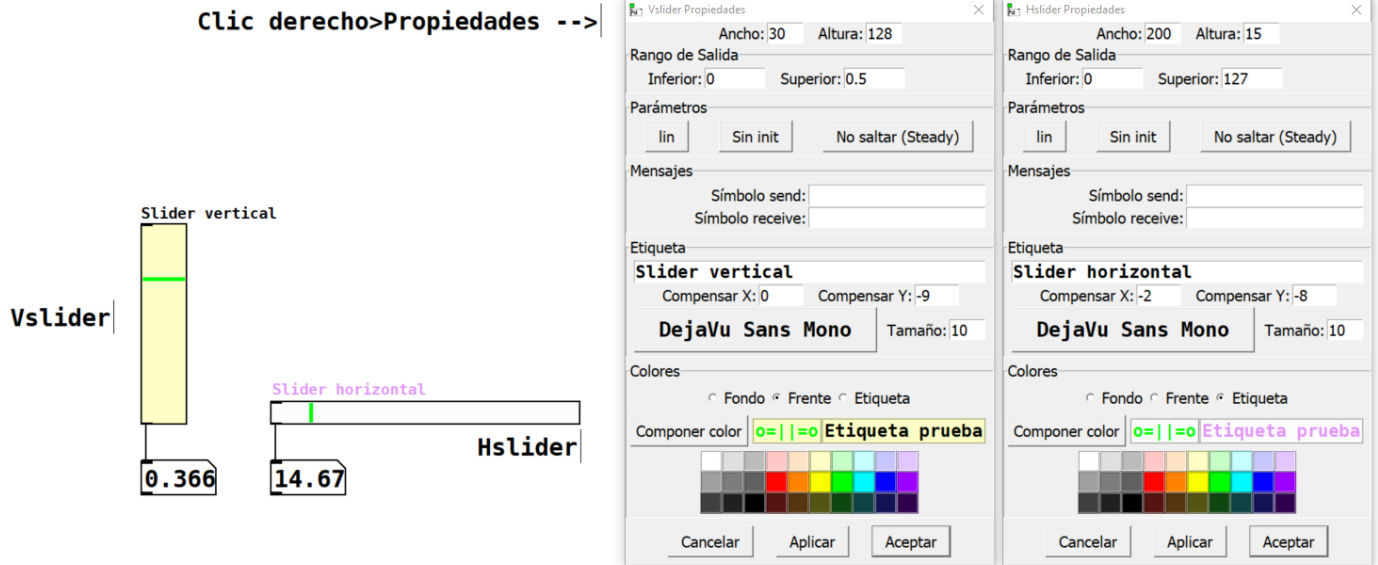 Clic derecho>Propiedades -->
Slider vertical
Vslider
Slider horizontal
Hslider
0.366
14.67
Vslider Propiedades
Ancho: 30 Altura: 128
Rango de Salida
Inferior: 0 Superior: 0.5
Parámetros
lin Sin init No saltar (Steady)
Mensajes
Símbolo send:
Símbolo receive:
Etiqueta
Slider vertical
Compensar X: 0 Compensar Y: -9
DejaVu Sans Mono Tamaño: 10
Colores
Fondo Frente Etiqueta
Componer color o=||=o Etiqueta prueba
Cancelar Aplicar Aceptar
Hslider Propiedades
Ancho: 200 Altura: 15
Rango de Salida
Inferior: 0 Superior: 127
Parámetros
lin Sin init No saltar (Steady)
Mensajes
Símbolo send:
Símbolo receive:
Etiqueta
Slider horizontal
Compensar X: -2 Compensar Y: -8
DejaVu Sans Mono Tamaño: 10
Colores
Fondo Frente Etiqueta
Componer color o=||=o Etiqueta prueba
Cancelar Aplicar Aceptar